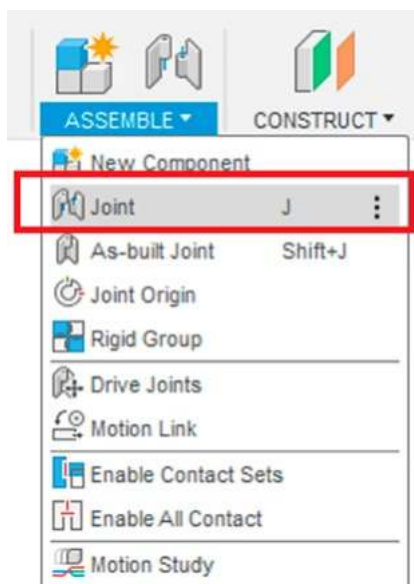 ASSEMBLE
CONSTRUCT
New Component
Joint J
As-built Joint Shift+J
Joint Origin
Rigid Group
Drive Joints
Motion Link
Enable Contact Sets
Enable All Contact
Motion Study